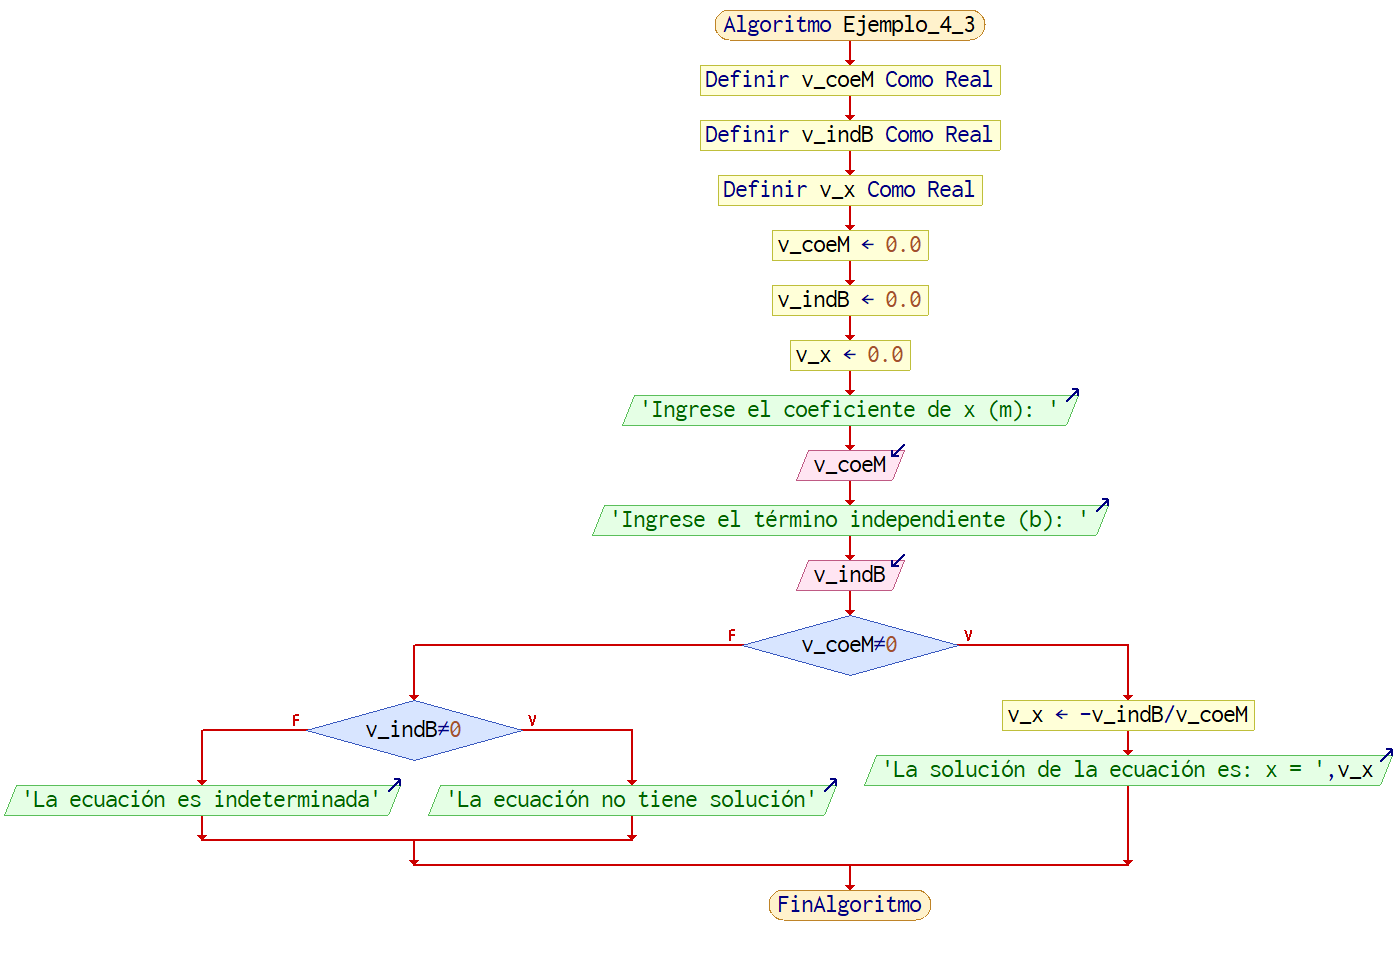 Algoritmo Ejemplo_4_3
Definir v_coeM Como Real
Definir v_indB Como Real
Definir v_x Como Real
v_coeM ← 0.0
v_indB ← 0.0
v_x ← 0.0
'Ingrese el coeficiente de x (m): '
v_coeM
'Ingrese el término independiente (b): '
v_indB
F
v_coeM≠0
V
F
v_indB≠0
V
v_x ← -v_indB/v_coeM
'La solución de la ecuación es: x = ',v_x
'La ecuación es indeterminada'
'La ecuación no tiene solución'
FinAlgoritmo